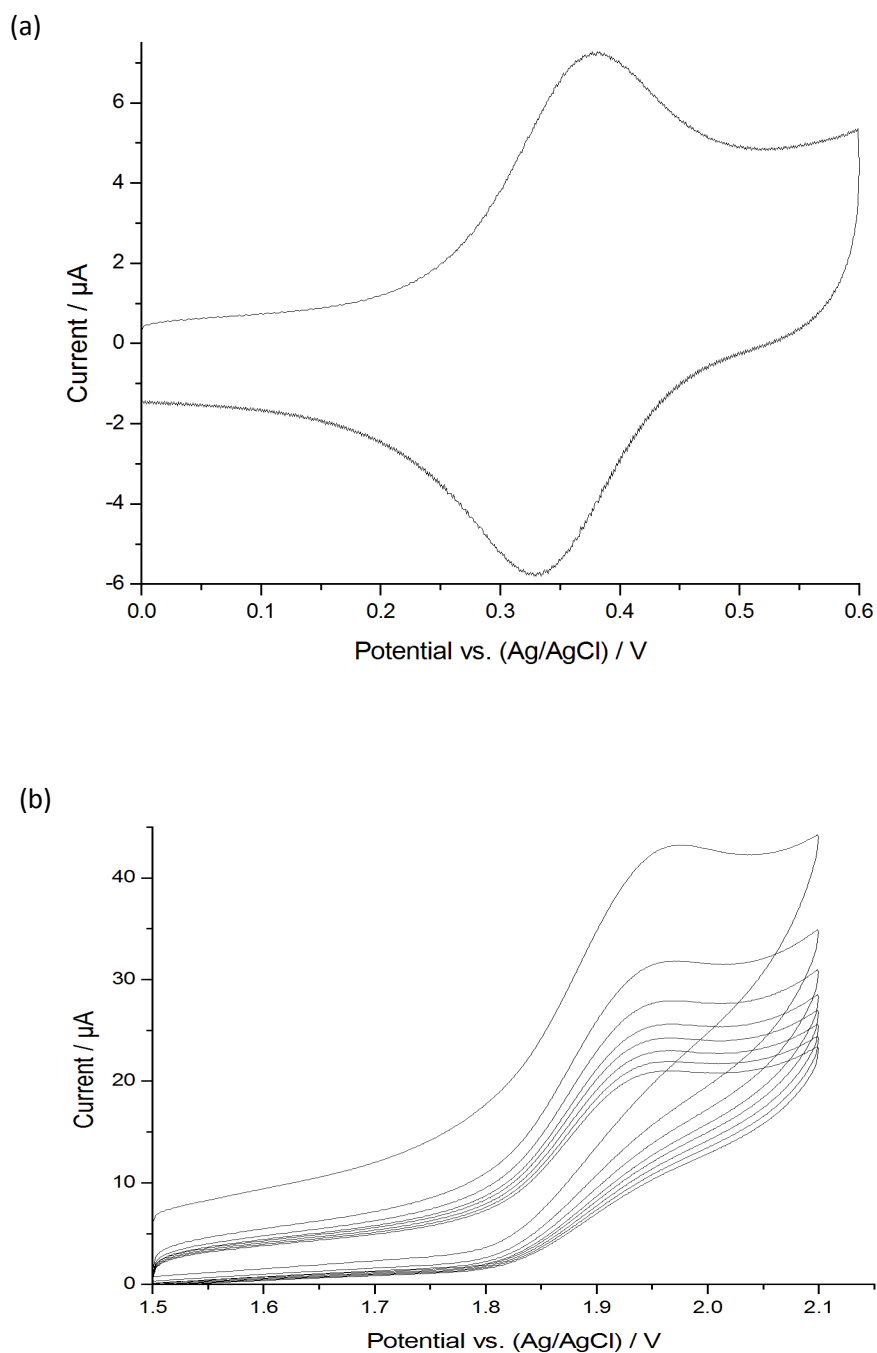 (a)
6
4
2
0
-2
-4
-6
Current / µA
0.0 0.1 0.2 0.3 0.4 0.5 0.6
Potential vs. (Ag/AgCl) / V
(b)
40
30
20
10
0
Current / µA
1.5 1.6 1.7 1.8 1.9 2.0 2.1
Potential vs. (Ag/AgCl) / V